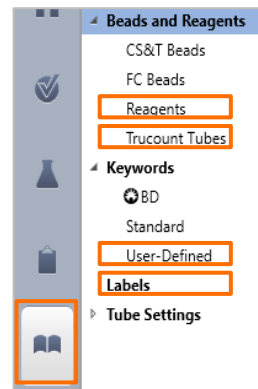 Beads and Reagents
CS&T Beads
FC Beads
Reagents
Trucount Tubes
Keywords
BD
Standard
User-Defined
Labels
Tube Settings